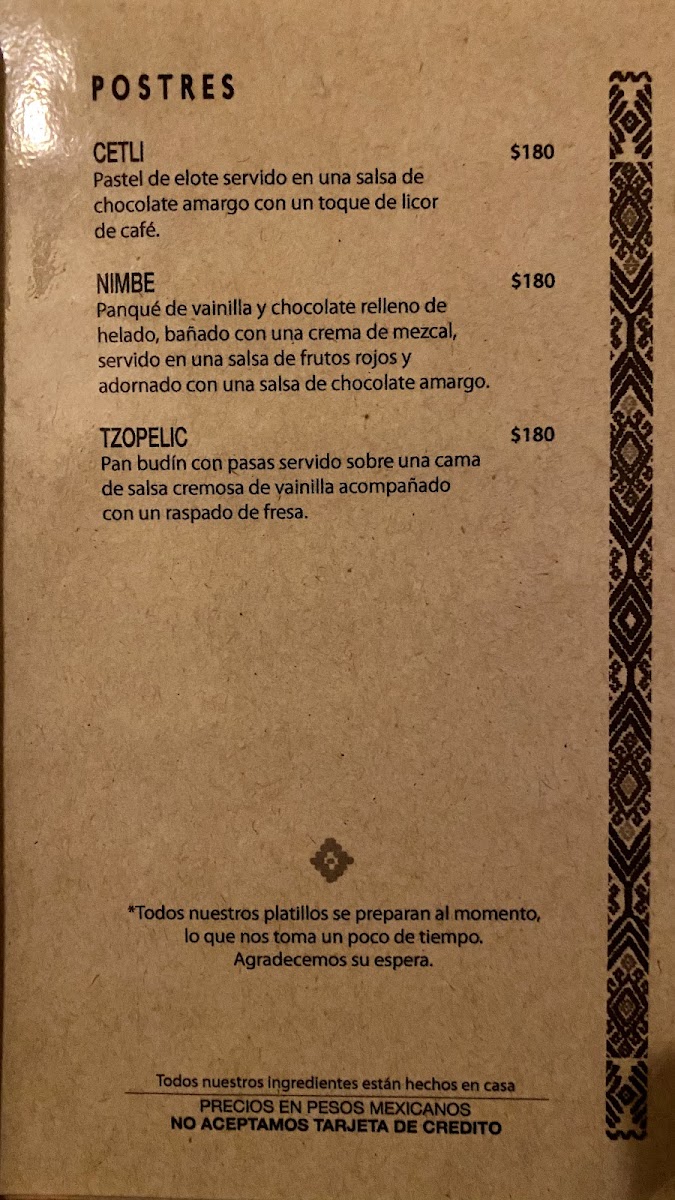 POSTRES
CETLI $180
Pastel de elote servido en una salsa de
chocolate amargo con un toque de licor
de café.
NIMBE $180
Panqué de vainilla y chocolate relleno de
helado, bañado con una crema de mezcal,
servido en una salsa de frutos rojos y
adornado con una salsa de chocolate amargo.
TZOPELIC $180
Pan budín con pasas servido sobre una cama
de salsa cremosa de vainilla acompañado
con un raspado de fresa.
*Todos nuestros platillos se preparan al momento,
lo que nos toma un poco de tiempo.
Agradecemos su espera.
Todos nuestros Ingredientes están hechos en casa
PRECIOS EN PESOS MEXICANOS
NO ACEPTAMOS TARJETA DE CREDITO